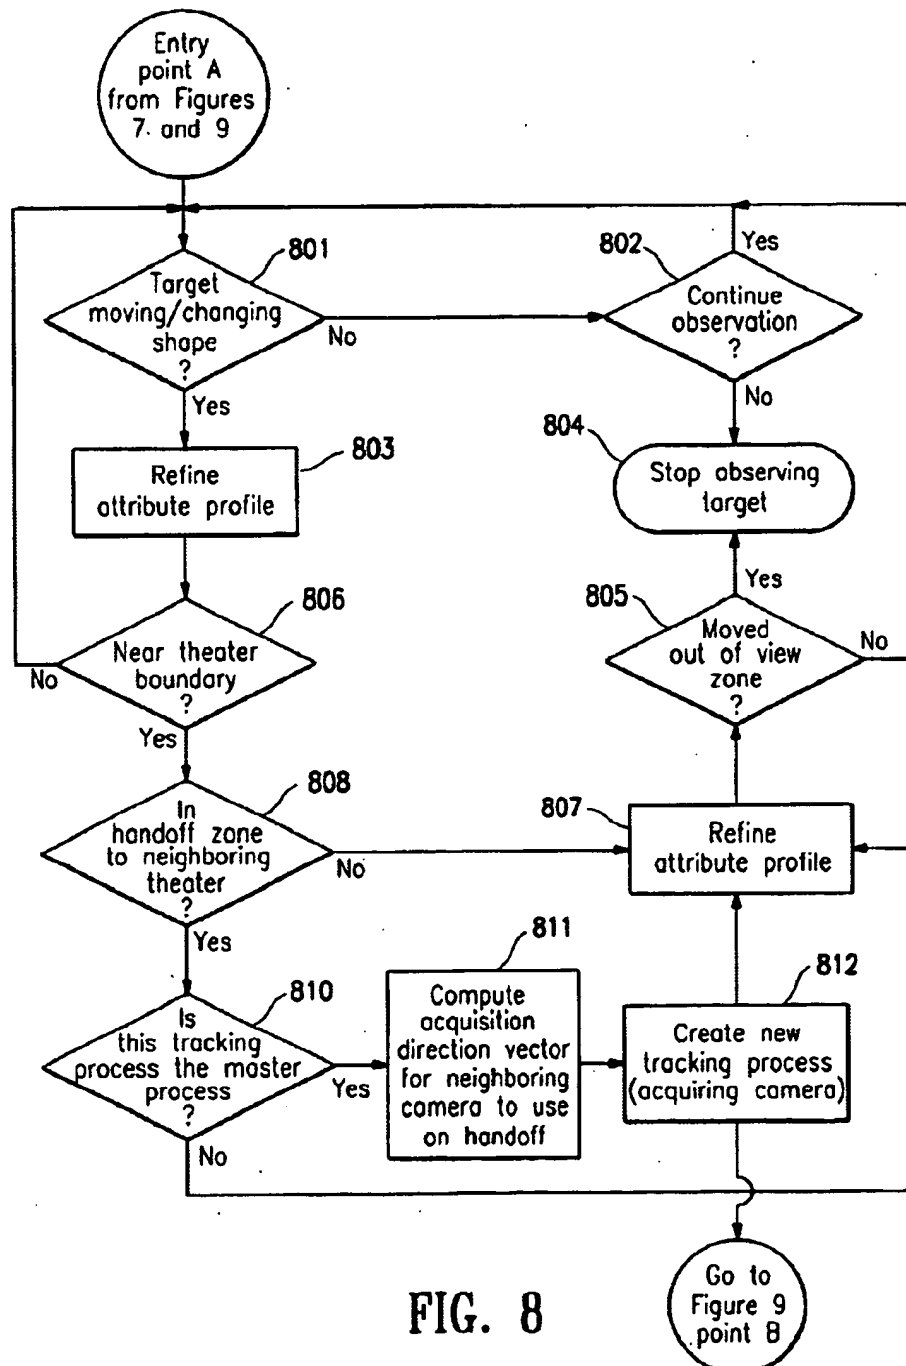 Entry
point A
from Figures
7 and 9
801
Target
moving/changing
shape
?
No
Yes
802
Yes
Continue
observation
?
No
803
Refine
attribute profile
804
Stop observing
target
Yes
805
Moved
out of view
zone
?
No
806
Near theater
boundary
?
No
Yes
807
Refine
attribute profile
808
In
handoff zone
to neighboring
theater
?
No
Yes
810
Is
this tracking
process the master
process
?
Yes
No
811
Compute
acquisition
direction vector
for neighboring
camera to use
on handoff
812
Create new
tracking process
(acquiring camera)
Go to
Figure 9
point B
FIG. 8